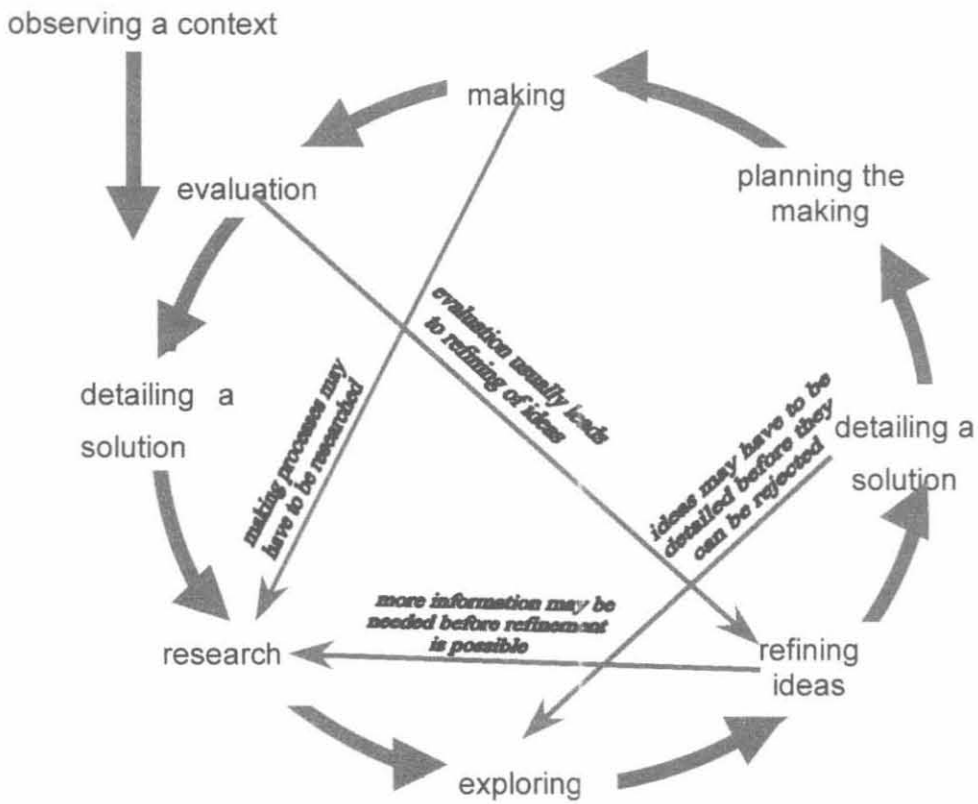 observing a context
making
evaluation
planning the
making
evaluation usually leads
to refining of ideas
making processes may
have to be researched
ideas may have to be
detailed before they
can be rejected
detailing a
solution
detailing a
solution
more information may be
needed before refinement
is possible
research
refining
ideas
exploring